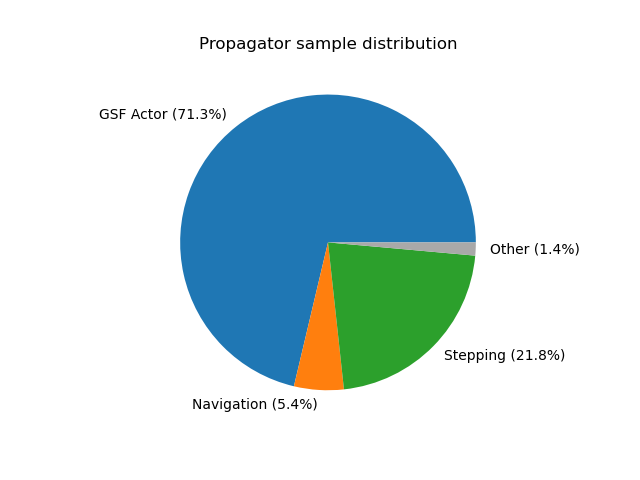 Propagator sample distribution
GSF Actor (71.3%)
Other (1.4%)
Stepping (21.8%)
Navigation (5.4%)